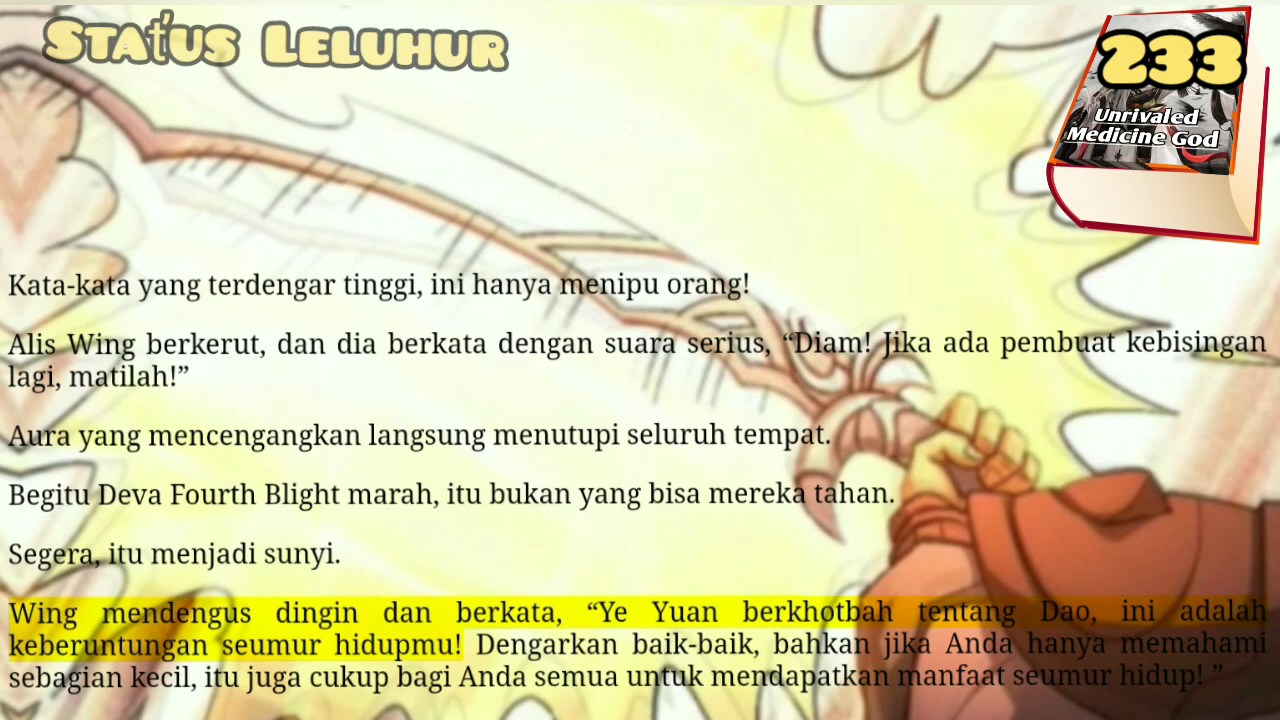 Staťus Leluhur
233
Unrivaled
Medicine God
Kata-kata yang terdengar tinggi, ini hanya menipu orang!
Alis Wing berkerut, dan dia berkata dengan suara serius, “Diam! Jika ada pembuat kebisingan
lagi, matilah!”
Aura yang mencengangkan langsung menutupi seluruh tempat.
Begitu Deva Fourth Blight marah, itu bukan yang bisa mereka tahan.
Segera, itu menjadi sunyi.
Wing mendengus dingin dan berkata, “Ye Yuan berkhotbah tentang Dao, ini adalah
keberuntungan seumur hidupmu! Dengarkan baik-baik, bahkan jika Anda hanya memahami
sebagian kecil, itu juga cukup bagi Anda semua untuk mendapatkan manfaat seumur hidup! ”